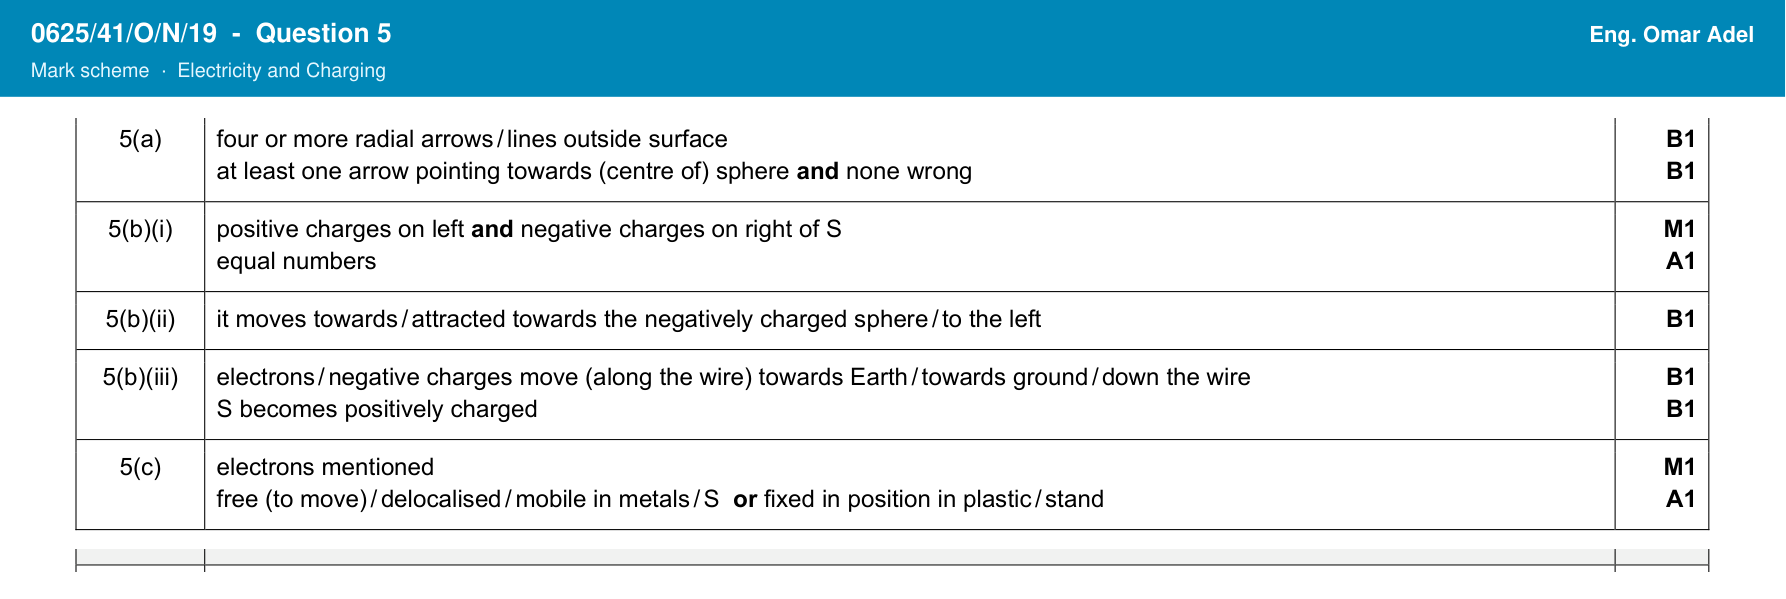 0625/41/O/N/19 - Question 5
Eng. Omar Adel
Mark scheme · Electricity and Charging
5(a)
four or more radial arrows/lines outside surface
B1
at least one arrow pointing towards (centre of) sphere and none wrong
B1
5(b)(i)
positive charges on left and negative charges on right of S
M1
equal numbers
A1
5(b)(ii)
it moves towards/attracted towards the negatively charged sphere/to the left
B1
5(b)(iii)
electrons/negative charges move (along the wire) towards Earth/towards ground/down the wire
B1
S becomes positively charged
B1
5(c)
electrons mentioned
M1
free (to move)/delocalised/mobile in metals/S or fixed in position in plastic/stand
A1